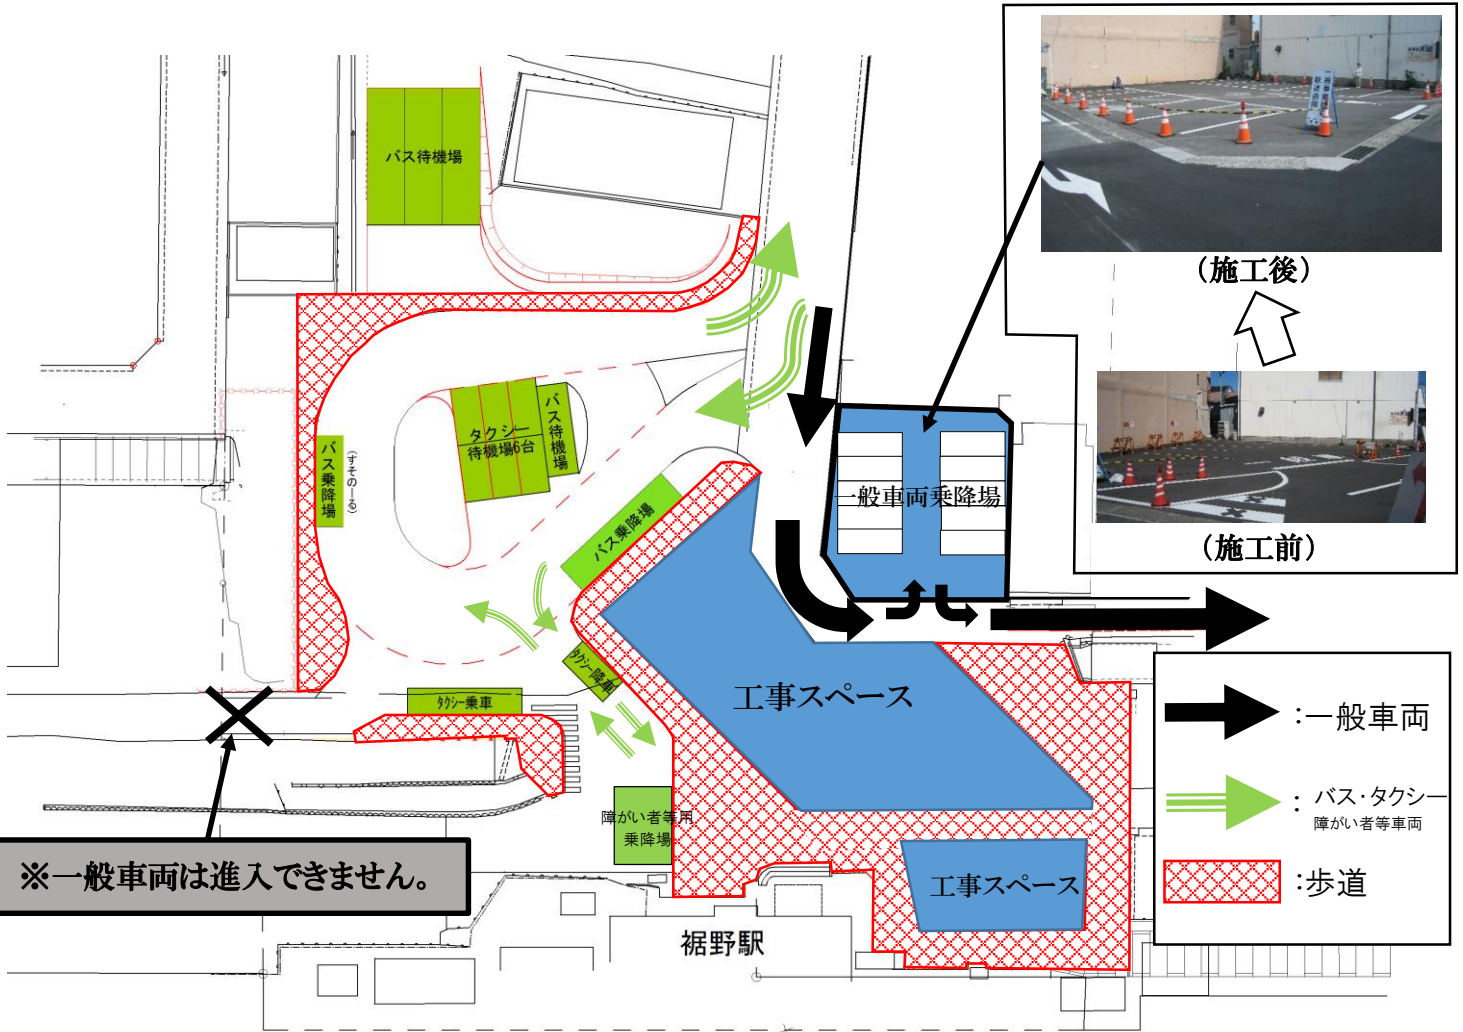 バス待機場
(施工後)
(施工前)
タクシー
待機場6台
バス待機場
バス乗降場
(すそのーる)
バス乗降場
一般車両乗降場
タクシー降車
タクシー乗車
工事スペース
障がい者等用
乗降場
工事スペース
※一般車両は進入できません。
裾野駅
:一般車両
: バス・タクシー
障がい者等車両
:歩道